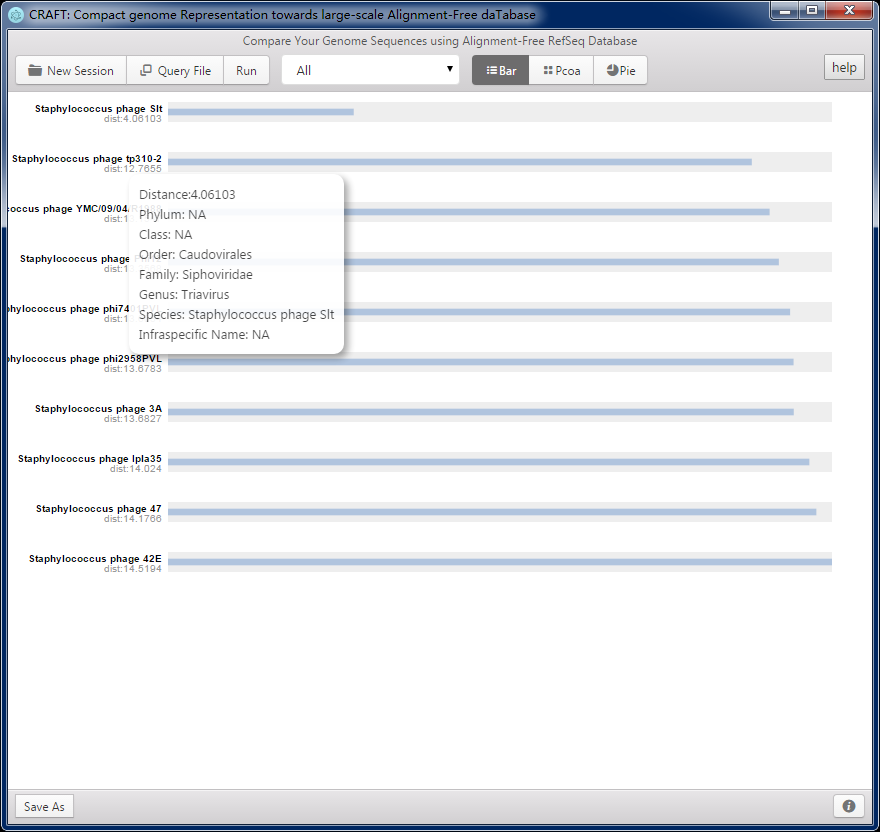 CRAFT: Compact genome Representation towards large-scale Alignment-Free daTabase
Compare Your Genome Sequences using Alignment-Free RefSeq Database
New Session Query File Run All Bar Pcoa Pie help
Staphylococcus phage Slt
dist:4.06103
Staphylococcus phage tp310-2
dist:12.7655
Distance:4.06103
Phylum: NA
Class: NA
Order: Caudovirales
Family: Siphoviridae
Genus: Triavirus
Species: Staphylococcus phage Slt
Infraspecific Name: NA
coccus phage YMC/09/04/
dist:1
Staphylococcus phage
dist:1
phylococcus phage phi7401PVL
dist:1
phylococcus phage phi2958PVL
dist:13.6783
Staphylococcus phage 3A
dist:13.6827
Staphylococcus phage Ipla35
dist:14.024
Staphylococcus phage 47
dist:14.1766
Staphylococcus phage 42E
dist:14.5194
Save As